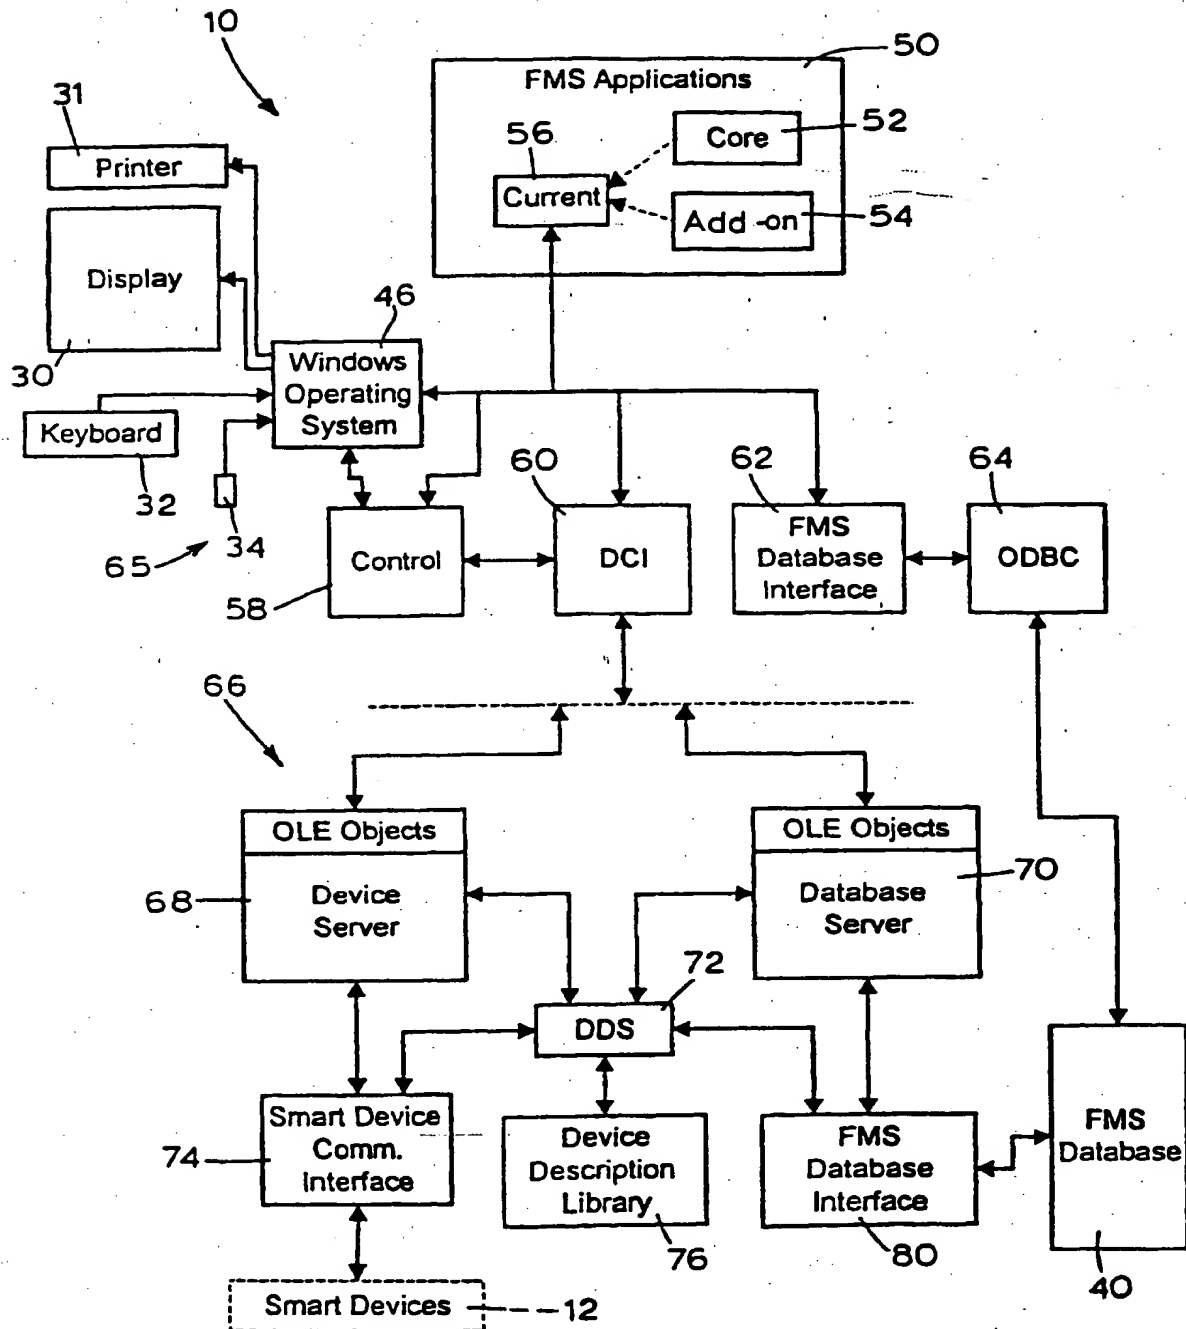 10
50
FMS Applications
31
52
56
Core
Printer
Current
54
Add-on
Display
46
30
Windows
Operating
System
Keyboard
32
34
65
60
62
64
Control
DCI
FMS
Database
Interface
ODBC
58
66
OLE Objects
OLE Objects
68
Device
Server
70
Database
Server
72
DDS
74
Smart Device
Comm.
Interface
Device
Description
Library
FMS
Database
Interface
FMS
Database
76
80
40
Smart Devices
12